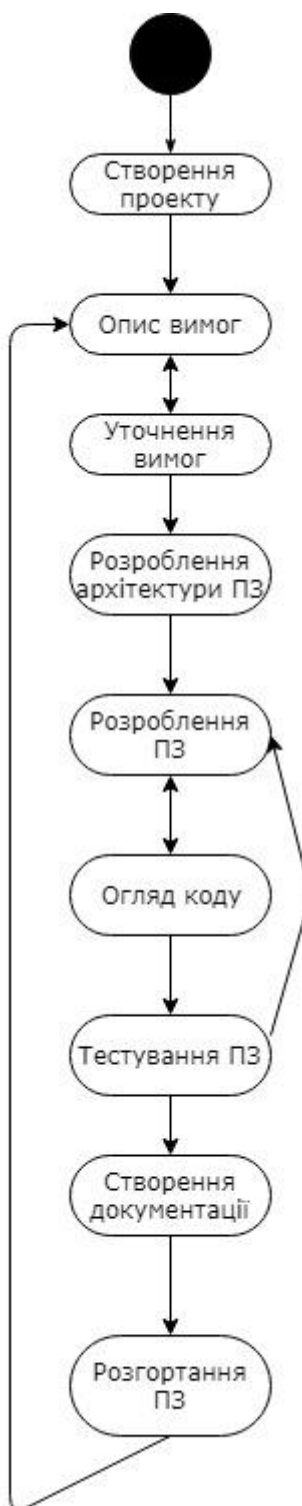 Створення
проекту
Опис вимог
Уточнення
вимог
Розроблення
архітектури ПЗ
Розроблення
ПЗ
Огляд коду
Тестування ПЗ
Створення
документації
Розгортання
ПЗ